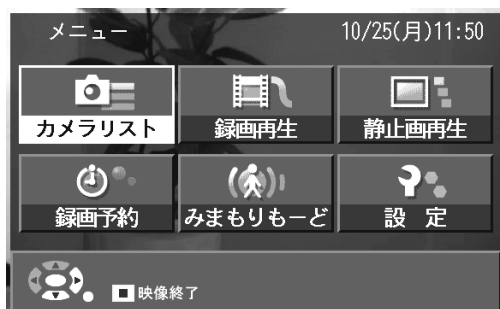 メニュー 10/25(月)11:50
カメラリスト 録画再生 静止画再生
録画予約 みまもりもーど 設 定
映像終了